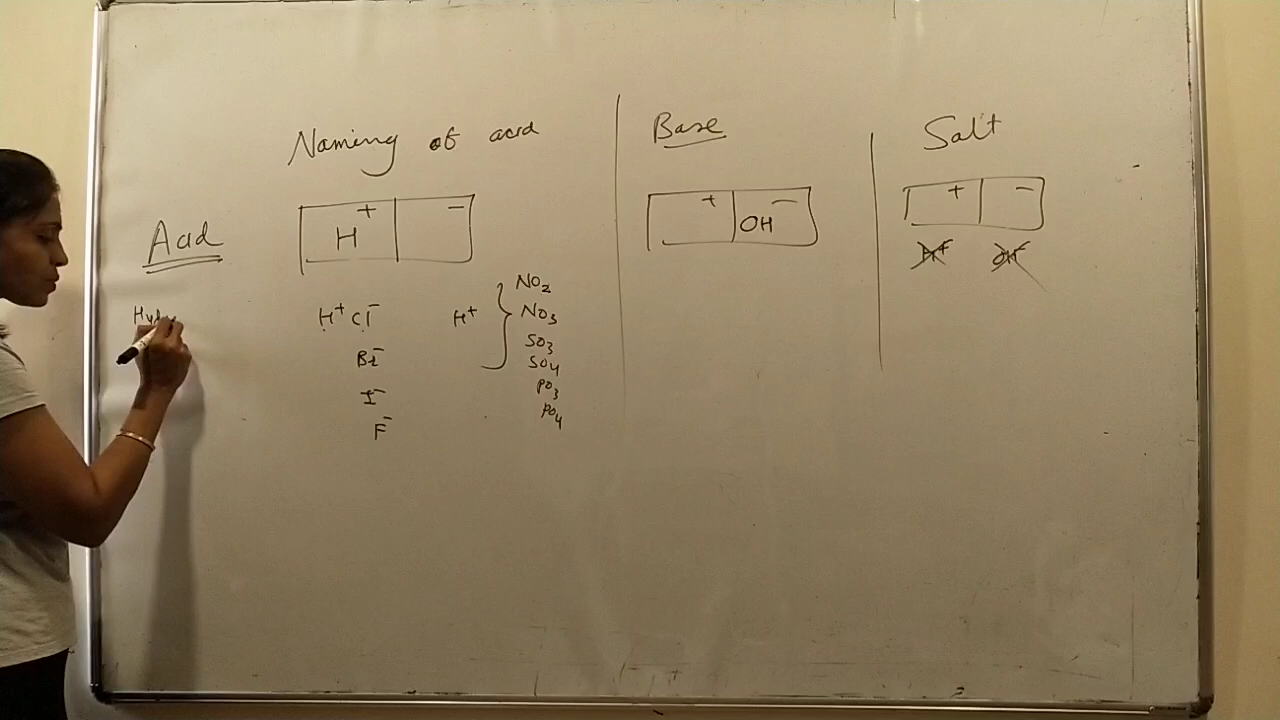 Naming of acid
Base
Salt
Acid
H+ -
+ OH-
+ -
H+ Cl-
Br-
I-
F-
H+
NO2
NO3
SO3
SO4
PO3
PO4